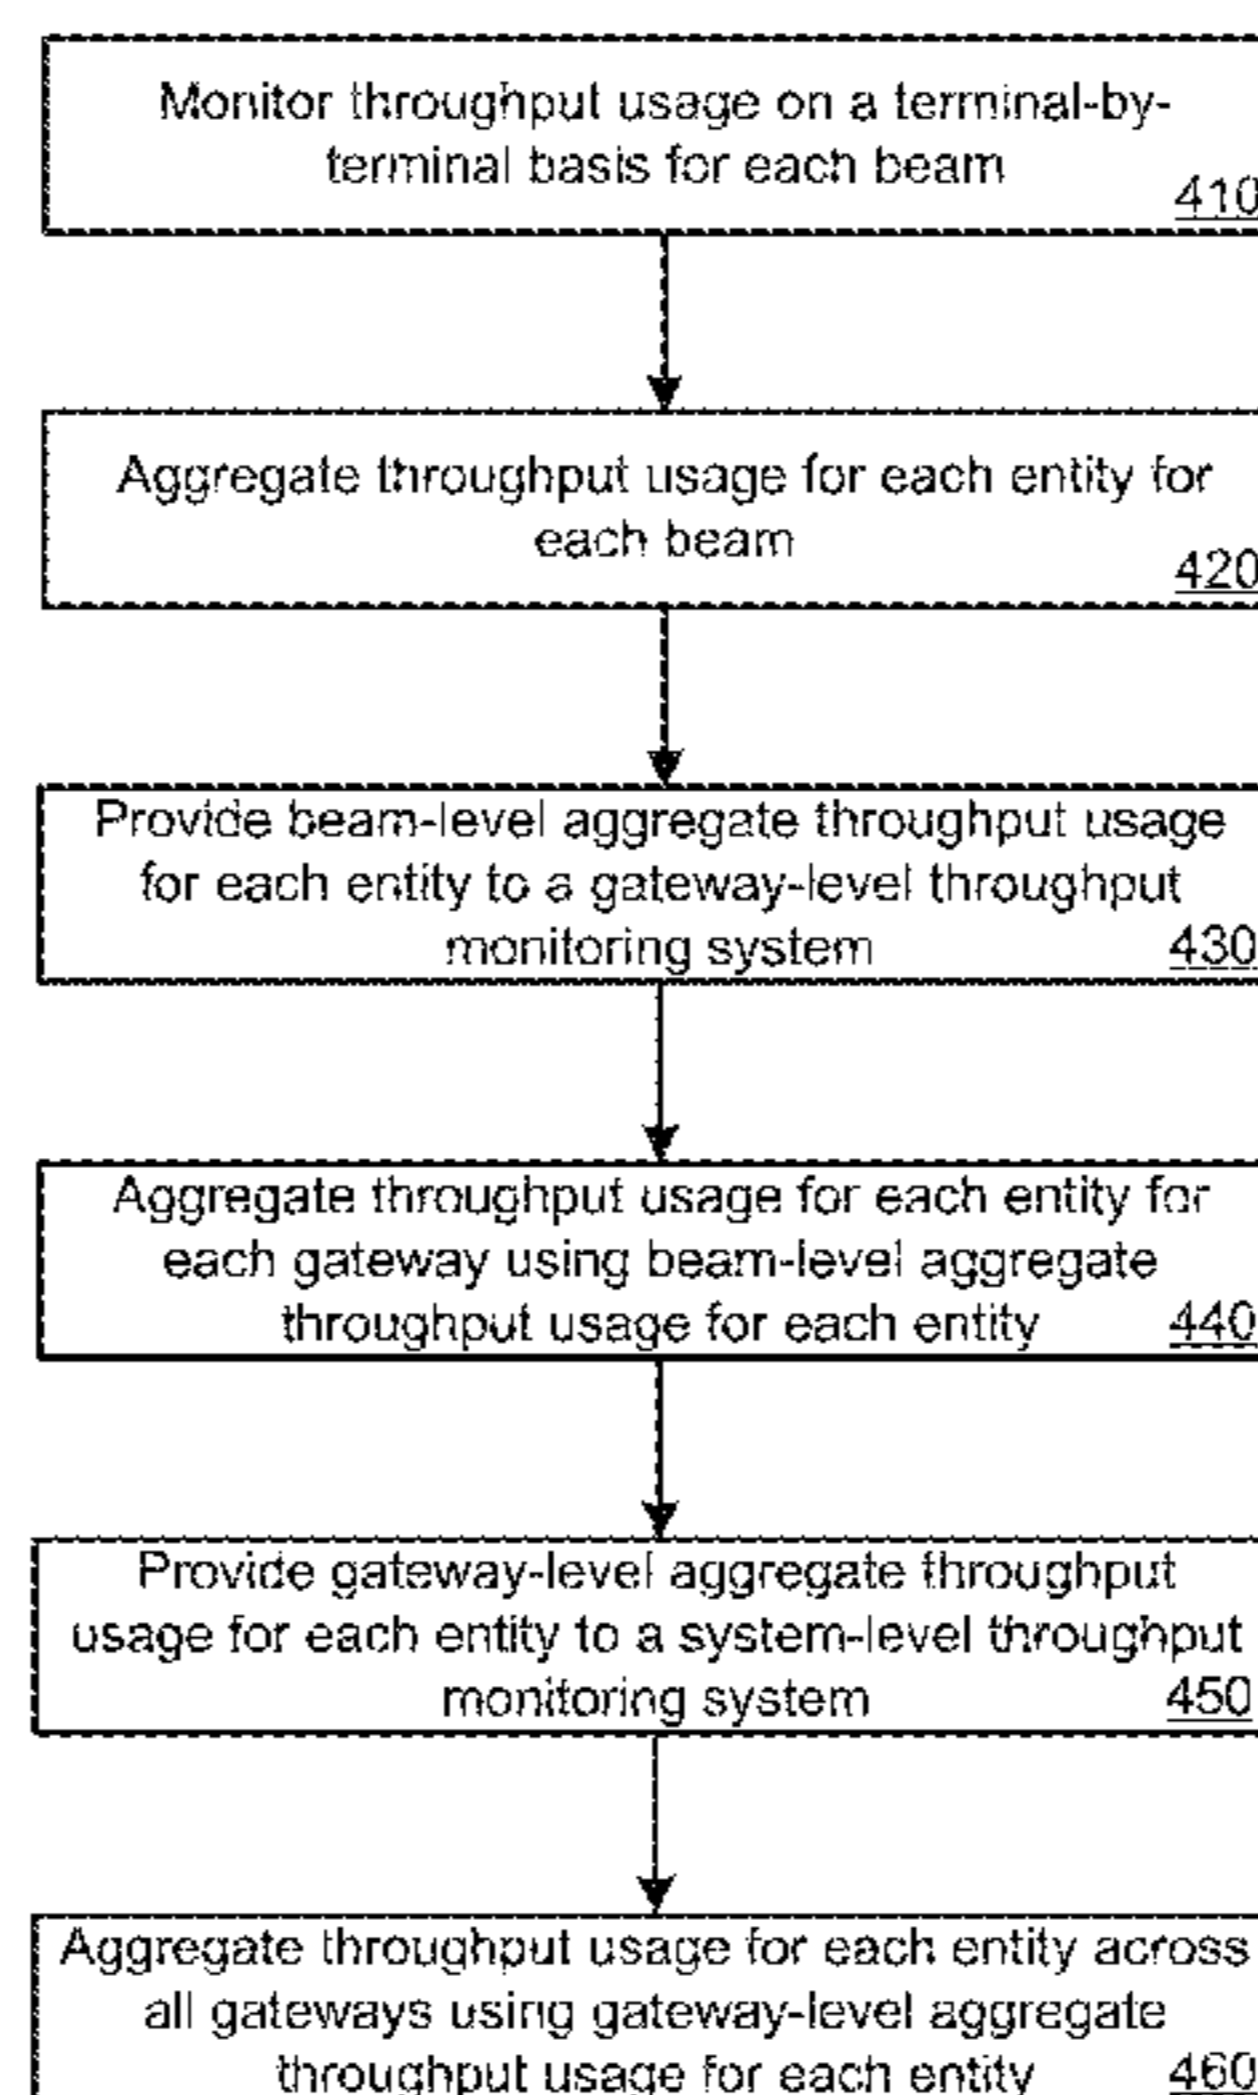 Monitor throughput usage on a terminal-by-
terminal basis for each beam
410
Aggregate throughput usage for each entity for
each beam
420
Provide beam-level aggregate throughput usage
for each entity to a gateway-level throughput
monitoring system
430
Aggregate throughput usage for each entity for
each gateway using beam-level aggregate
throughput usage for each entity
440
Provide gateway-level aggregate throughput
usage for each entity to a system-level throughput
monitoring system
450
Aggregate throughput usage for each entity across
all gateways using gateway-level aggregate
throughput usage for each entity
460